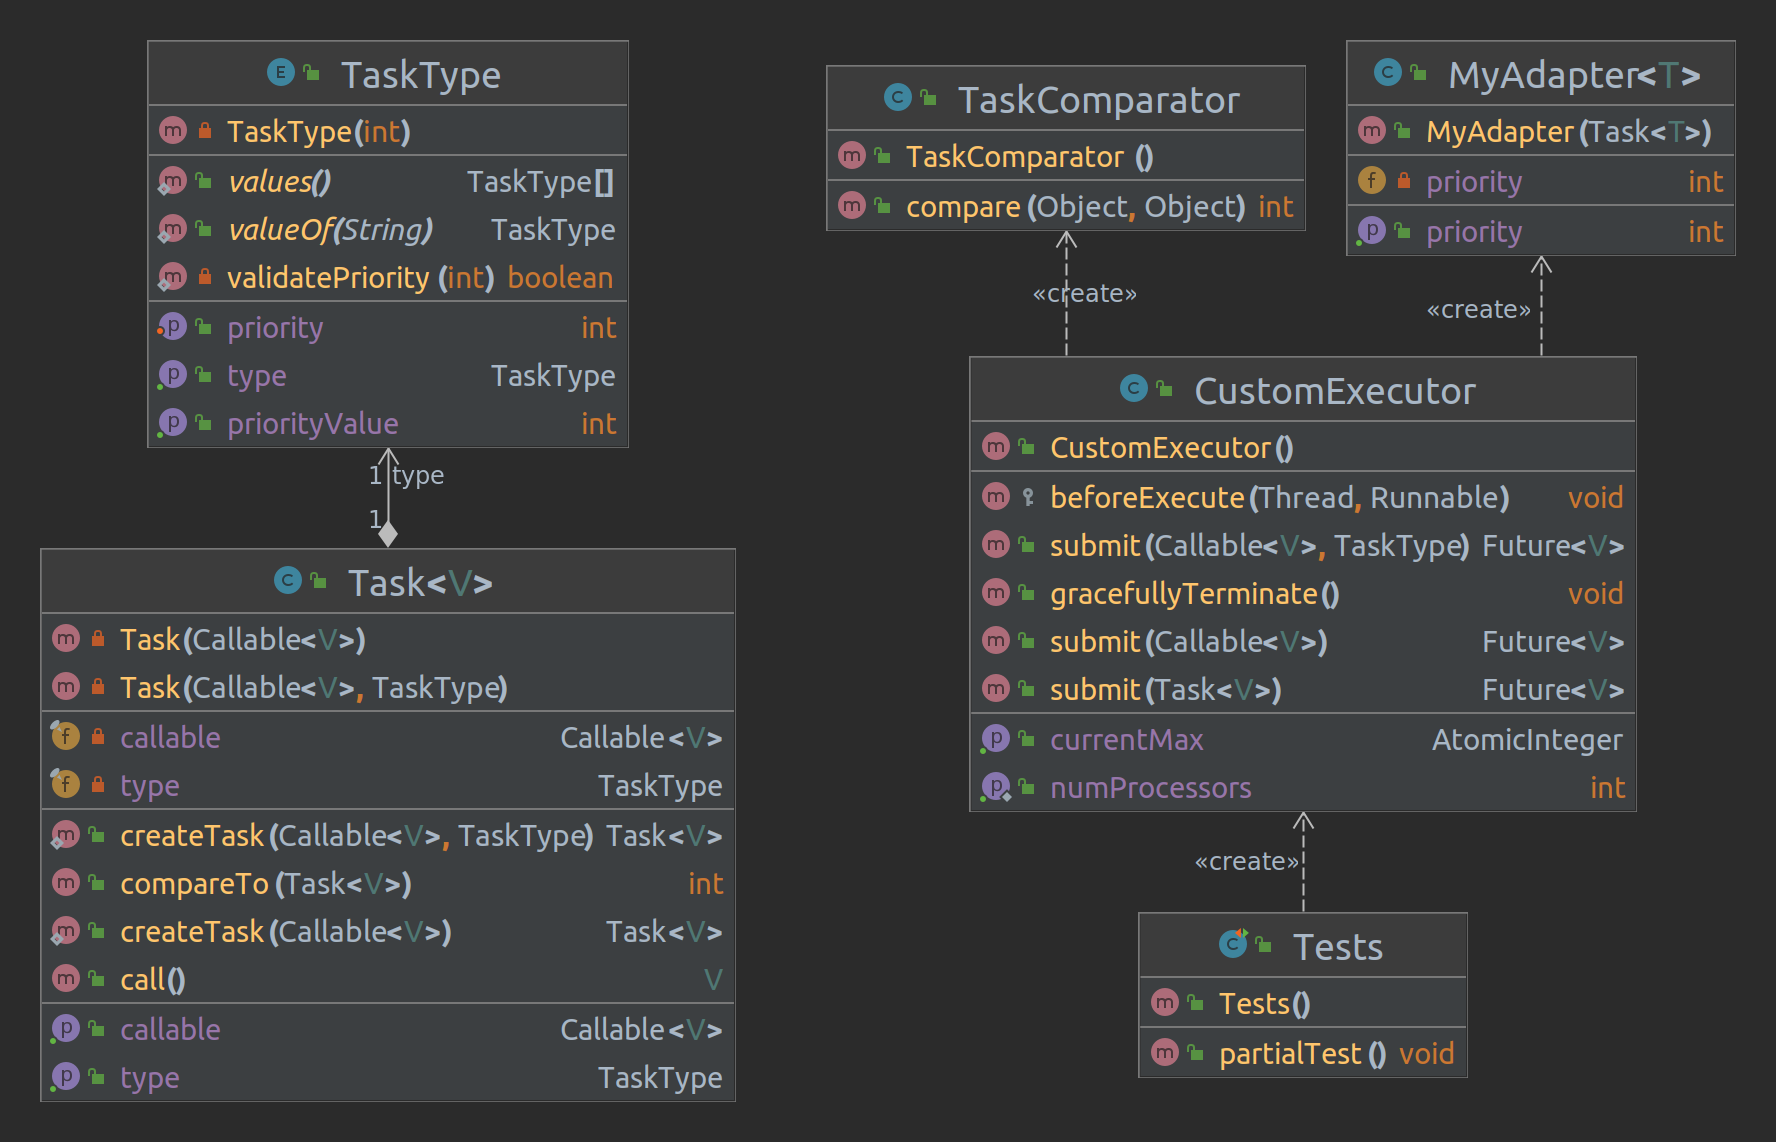 TaskType
TaskType(int)
values() TaskType[]
valueOf(String) TaskType
validatePriority (int) boolean
priority int
type TaskType
priorityValue int
1 type
1
Task<V>
Task(Callable<V>)
Task(Callable<V>, TaskType)
callable Callable<V>
type TaskType
createTask(Callable<V>, TaskType) Task<V>
compareTo (Task<V>) int
createTask(Callable<V>) Task<V>
call() V
callable Callable<V>
type TaskType
TaskComparator
TaskComparator ()
compare (Object, Object) int
«create»
MyAdapter<T>
MyAdapter (Task<T>)
priority int
priority int
«create»
CustomExecutor
CustomExecutor()
beforeExecute(Thread, Runnable) void
submit(Callable<V>, TaskType) Future<V>
gracefullyTerminate() void
submit(Callable<V>) Future<V>
submit(Task<V>) Future<V>
currentMax AtomicInteger
numProcessors int
«create»
Tests
Tests()
partialTest () void